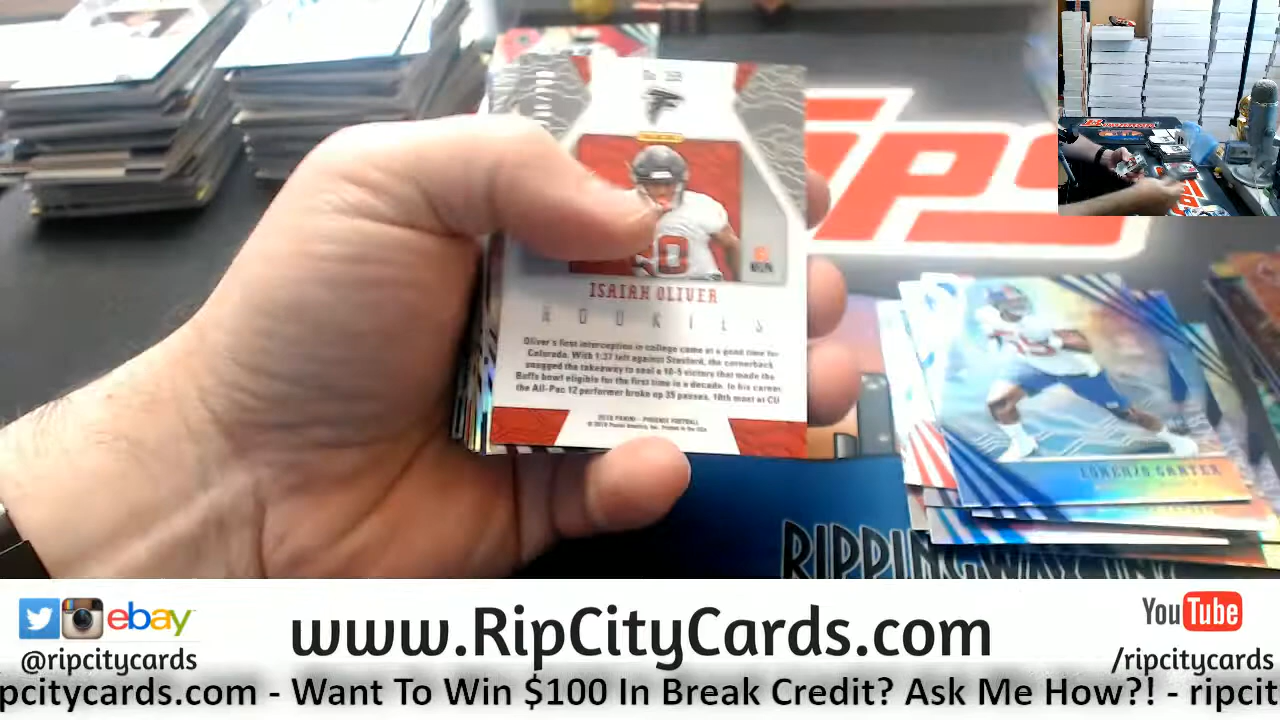 ISAIAH OLIVER
ROOKIES
Oliver's first interception in college came at a good time for
Colorado. With 1:37 left against Stanford, the cornerback
snagged the takeaway to seal a 10-5 victory that made the
Buffs bowl eligible for the first time in a decade. In his career
the All-Pac 12 performer broke up 35 passes, 10th most at CU
2018 PANINI - PHOENIX FOOTBALL
© 2018 Panini America, Inc. Printed in the USA
LORENZO CARTER
RIPPINGWAX INC
ebay
www.RipCityCards.com
YouTube
@ripcitycards
/ripcitycards
pcitycards.com - Want To Win $100 In Break Credit? Ask Me How?! - ripcit